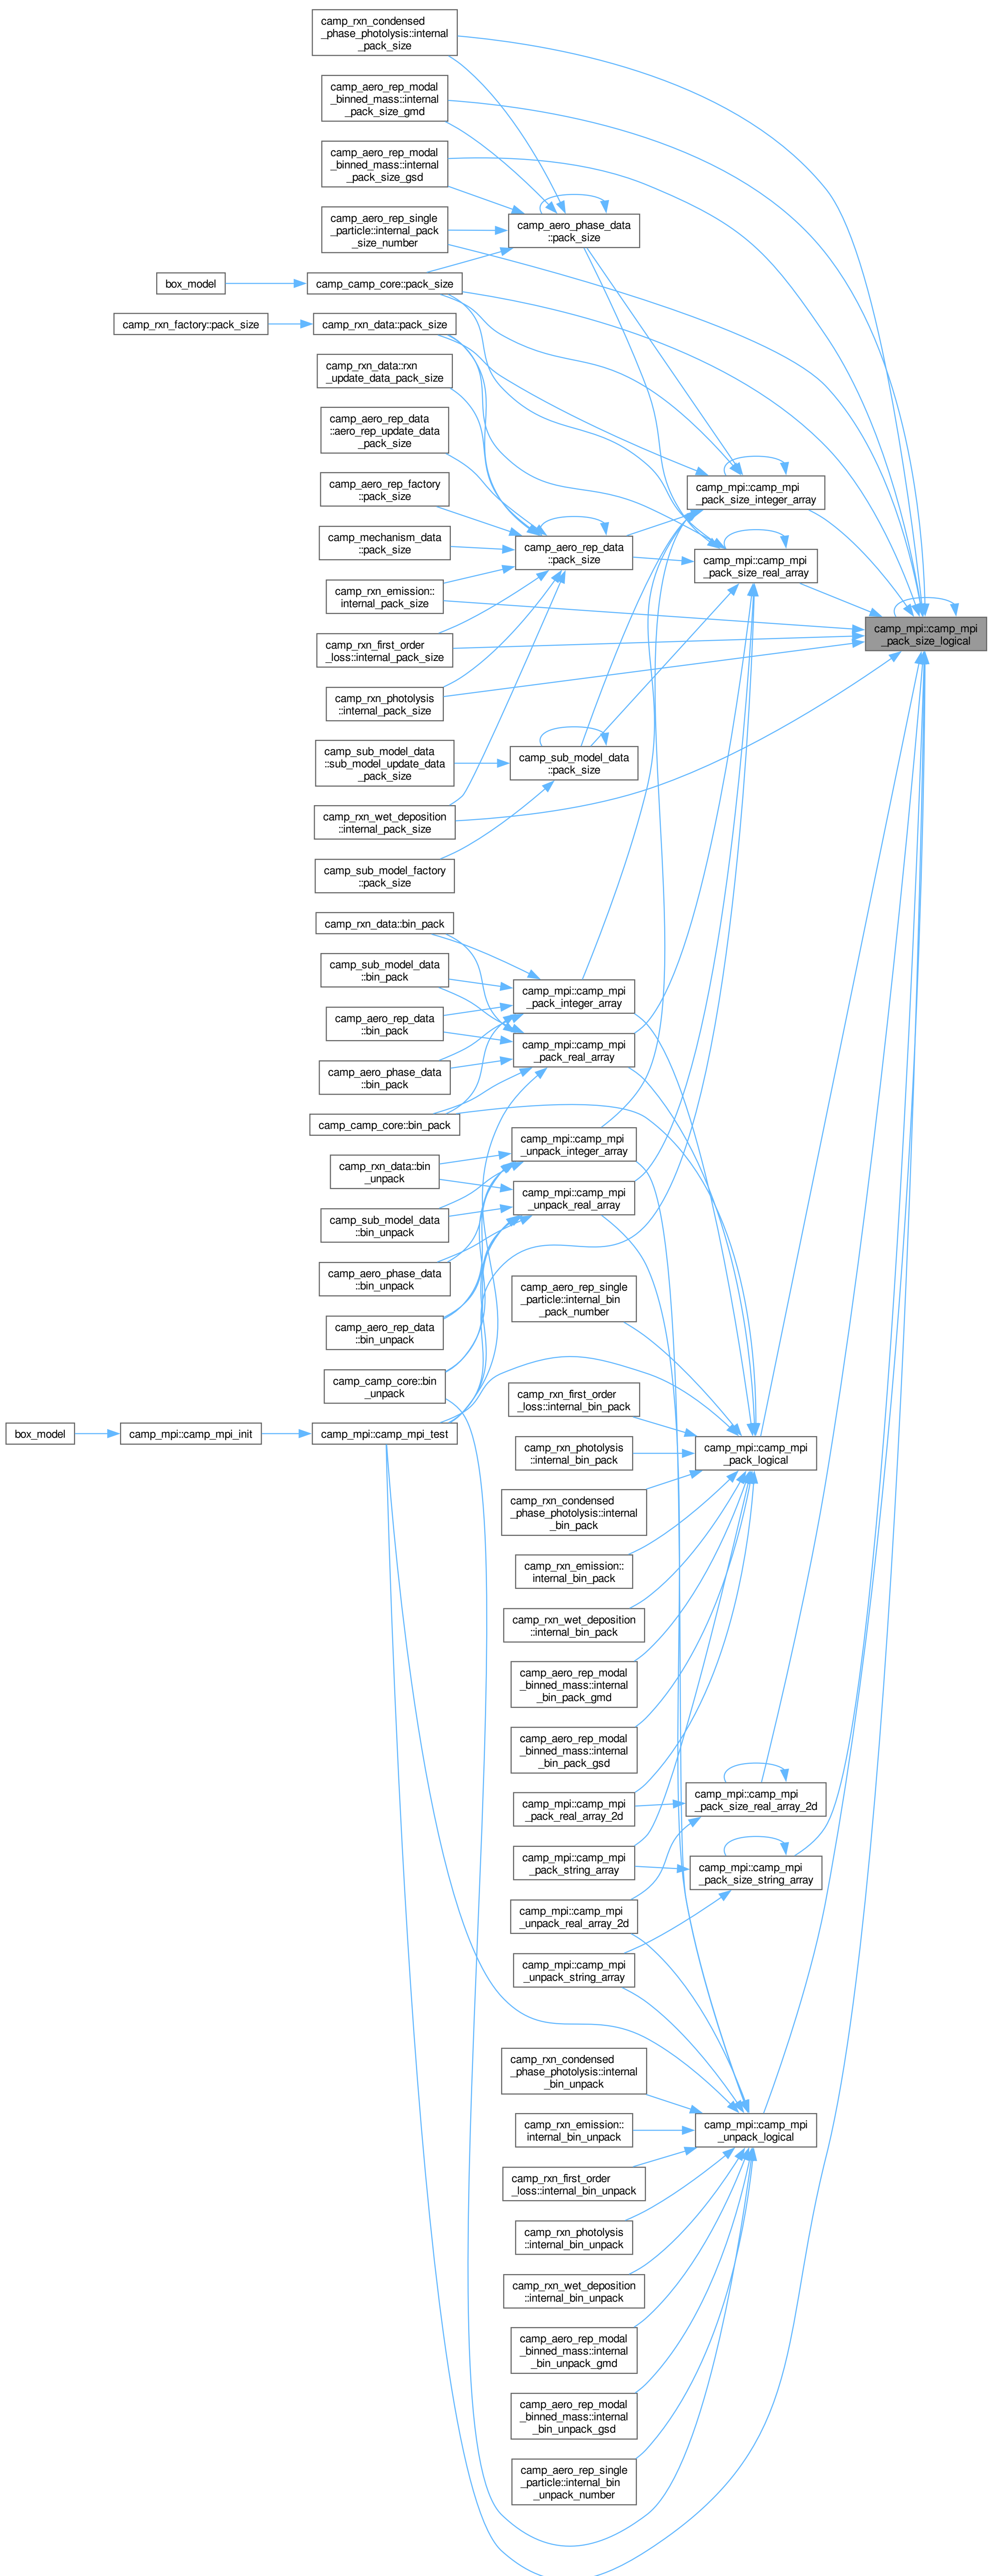 camp_rxn_condensed
_phase_photolysis::internal
_pack_size
camp_aero_rep_modal
_binned_mass::internal
_pack_size_gmd
camp_aero_rep_modal
_binned_mass::internal
_pack_size_gsd
camp_aero_rep_single
_particle::internal_pack
_size_number
camp_aero_phase_data
::pack_size
box_model
camp_camp_core::pack_size
camp_rxn_factory::pack_size
camp_rxn_data::pack_size
camp_rxn_data::rxn
_update_data_pack_size
camp_aero_rep_data
::aero_rep_update_data
_pack_size
camp_aero_rep_factory
::pack_size
camp_mpi::camp_mpi
_pack_size_integer_array
camp_mechanism_data
::pack_size
camp_aero_rep_data
::pack_size
camp_mpi::camp_mpi
_pack_size_real_array
camp_rxn_emission::
internal_pack_size
camp_rxn_first_order
_loss::internal_pack_size
camp_mpi::camp_mpi
_pack_size_logical
camp_rxn_photolysis
::internal_pack_size
camp_sub_model_data
::sub_model_update_data
_pack_size
camp_sub_model_data
::pack_size
camp_rxn_wet_deposition
::internal_pack_size
camp_sub_model_factory
::pack_size
camp_rxn_data::bin_pack
camp_sub_model_data
::bin_pack
camp_mpi::camp_mpi
_pack_integer_array
camp_aero_rep_data
::bin_pack
camp_mpi::camp_mpi
_pack_real_array
camp_aero_phase_data
::bin_pack
camp_camp_core::bin_pack
camp_mpi::camp_mpi
_unpack_integer_array
camp_rxn_data::bin
_unpack
camp_mpi::camp_mpi
_unpack_real_array
camp_sub_model_data
::bin_unpack
camp_aero_phase_data
::bin_unpack
camp_aero_rep_single
_particle::internal_bin
_pack_number
camp_aero_rep_data
::bin_unpack
camp_camp_core::bin
_unpack
camp_rxn_first_order
_loss::internal_bin_pack
box_model
camp_mpi::camp_mpi_init
camp_mpi::camp_mpi_test
camp_rxn_photolysis
::internal_bin_pack
camp_mpi::camp_mpi
_pack_logical
camp_rxn_condensed
_phase_photolysis::internal
_bin_pack
camp_rxn_emission::
internal_bin_pack
camp_rxn_wet_deposition
::internal_bin_pack
camp_aero_rep_modal
_binned_mass::internal
_bin_pack_gmd
camp_aero_rep_modal
_binned_mass::internal
_bin_pack_gsd
camp_mpi::camp_mpi
_pack_real_array_2d
camp_mpi::camp_mpi
_pack_size_real_array_2d
camp_mpi::camp_mpi
_pack_string_array
camp_mpi::camp_mpi
_pack_size_string_array
camp_mpi::camp_mpi
_unpack_real_array_2d
camp_mpi::camp_mpi
_unpack_string_array
camp_rxn_condensed
_phase_photolysis::internal
_bin_unpack
camp_rxn_emission::
internal_bin_unpack
camp_mpi::camp_mpi
_unpack_logical
camp_rxn_first_order
_loss::internal_bin_unpack
camp_rxn_photolysis
::internal_bin_unpack
camp_rxn_wet_deposition
::internal_bin_unpack
camp_aero_rep_modal
_binned_mass::internal
_bin_unpack_gmd
camp_aero_rep_modal
_binned_mass::internal
_bin_unpack_gsd
camp_aero_rep_single
_particle::internal_bin
_unpack_number